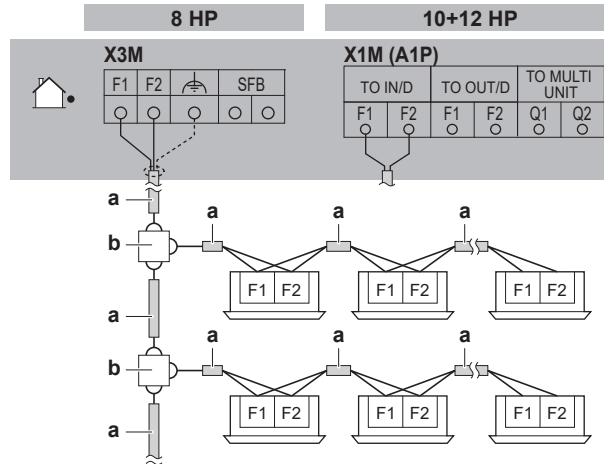 8 HP 10+12 HP
X3M X1M (A1P)
F1 F2 SFB
TO IN/D TO OUT/D TO MULTI UNIT
F1 F2 F1 F2 Q1 Q2
a
a a a
b
F1 F2 F1 F2 F1 F2
a
a a a
b
F1 F2 F1 F2 F1 F2
a